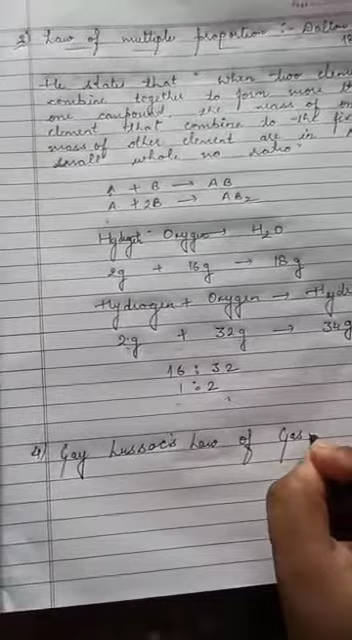 3) Law of multiple proportion :- Dalton
He states that " when two
combine together to form more
one compound. the mass of
element that combine to the
mass of other element are in
small whole no ratio"
A + B → AB
A + 2B → AB2
Oxygen → H2O
2g + 16g → 18g
Hydrogen + Oxygen →
2g + 32g → 34g
16 : 32
1 : 2
4) Gay Lussac's Law of Gas